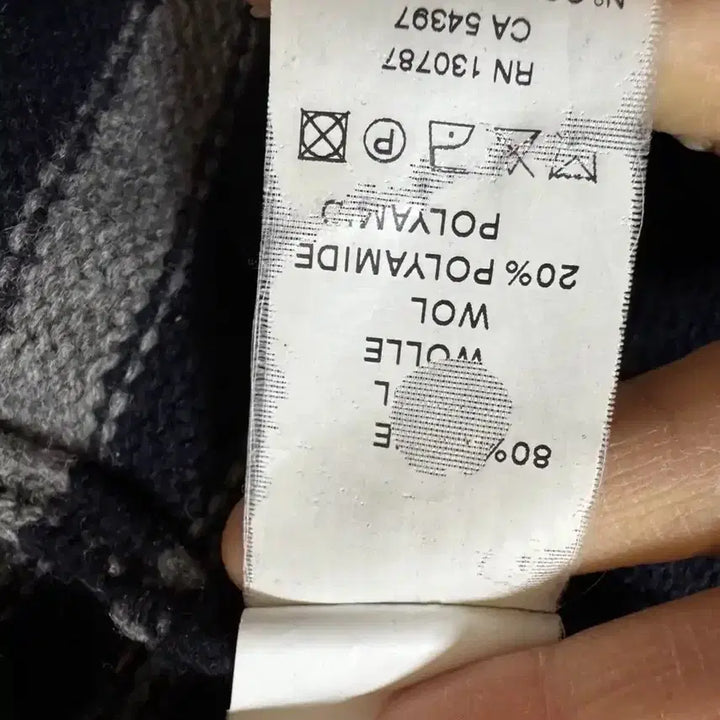 80%
WOLLE
WOL
20% POLYAMIDE
POLYAMID
P
RN 130787
CA 54397